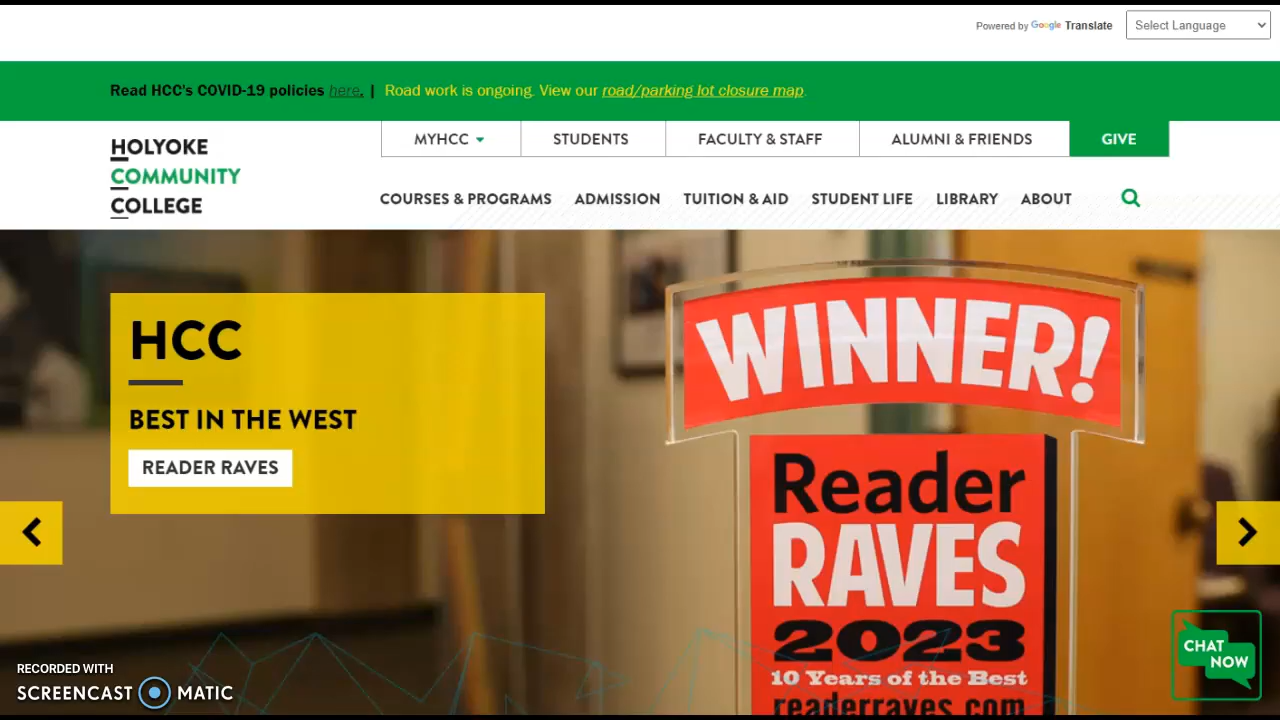 Powered by Google Translate
Select Language
Read HCC's COVID-19 policies here. | Road work is ongoing. View our road/parking lot closure map.
HOLYOKE
COMMUNITY
COLLEGE
MYHCC
STUDENTS
FACULTY & STAFF
ALUMNI & FRIENDS
GIVE
COURSES & PROGRAMS
ADMISSION
TUITION & AID
STUDENT LIFE
LIBRARY
ABOUT
HCC
BEST IN THE WEST
READER RAVES
WINNER!
Reader
RAVES
2023
10 Years of the Best
readerraves.com
CHAT
NOW
RECORDED WITH
SCREENCAST MATIC